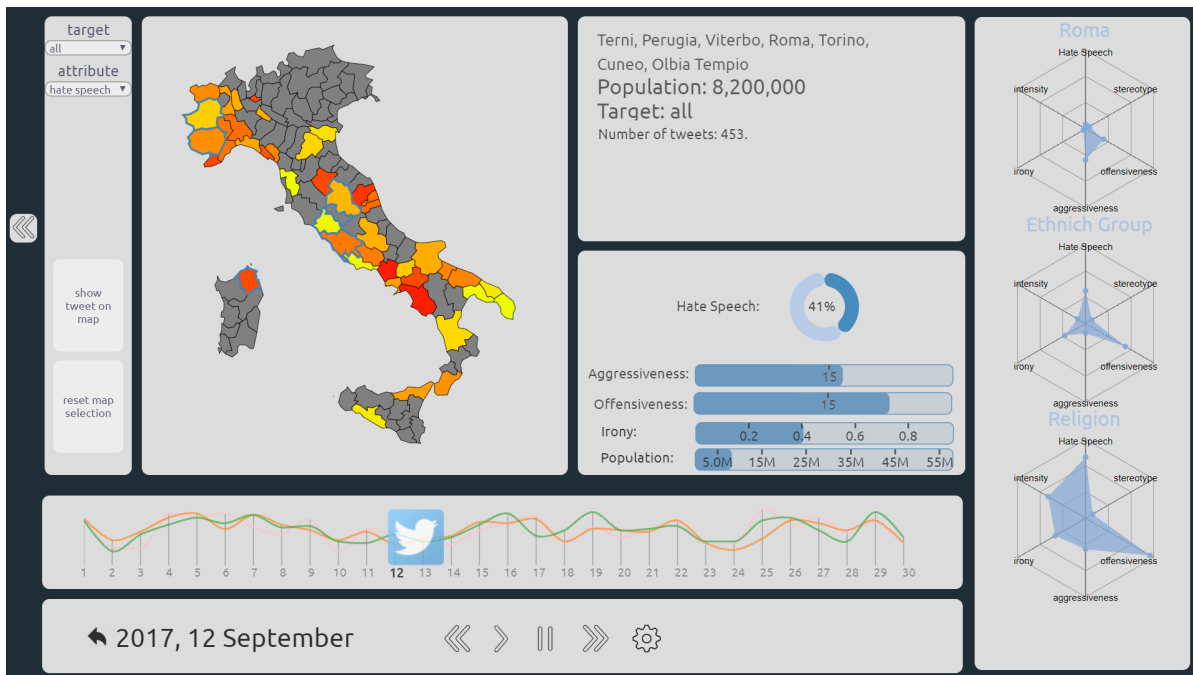 target
all
attribute
hate speech
show
tweet on
map
reset map
selection
Terni, Perugia, Viterbo, Roma, Torino,
Cuneo, Olbia Tempio
Population: 8,200,000
Target: all
Number of tweets: 453.
Hate Speech:
41%
Aggressiveness:
15
Offensiveness:
15
Irony:
0.2 0.4 0.6 0.8
Population:
5.0M 15M 25M 35M 45M 55M
Roma
Hate Speech
intensity
stereotype
irony
offensiveness
aggressiveness
Ethnich Group
Hate Speech
intensity
stereotype
irony
offensiveness
aggressiveness
Religion
Hate Speech
intensity
stereotype
irony
offensiveness
aggressiveness
1 2 3 4 5 6 7 8 9 10 11 12 13 14 15 16 17 18 19 20 21 22 23 24 25 26 27 28 29 30
2017, 12 September